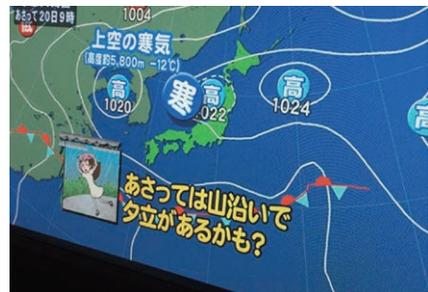 1004
あさって20日9時
低
上空の寒気
(高度約5,800m -12℃)
高
1020
寒
高
1022
高
1024
高
あさっては山沿いで
夕立があるかも?